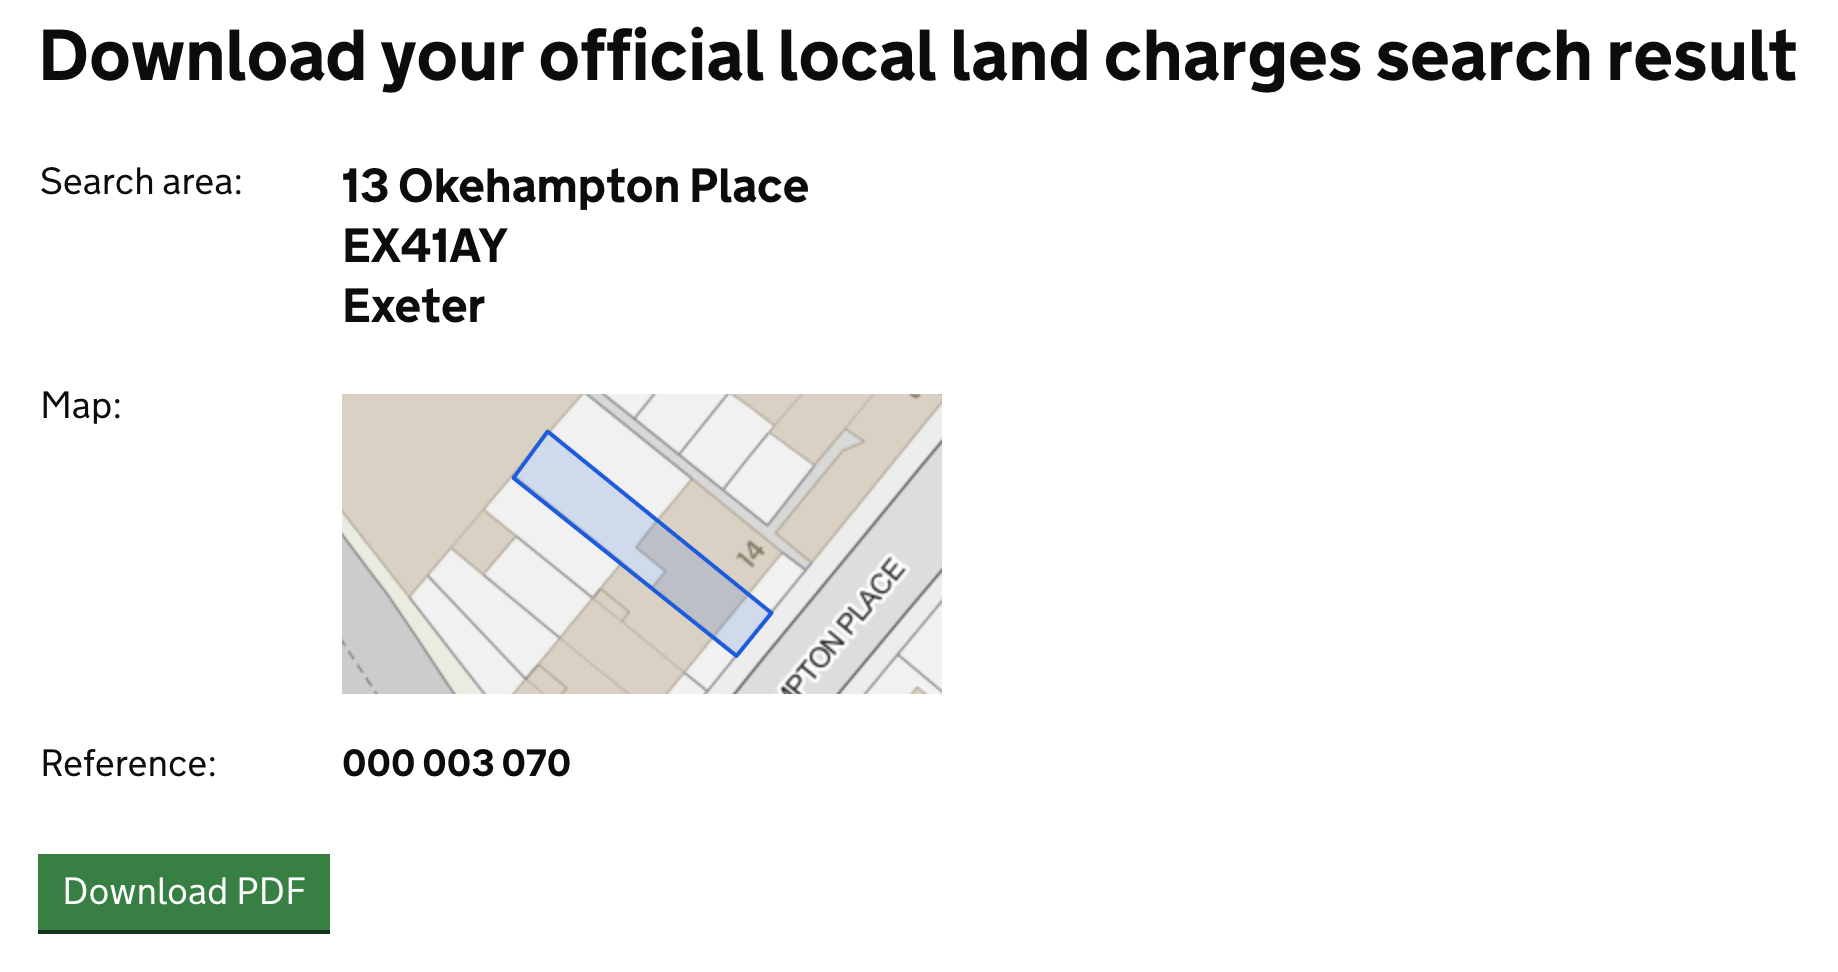 Download your official local land charges search result
Search area:
13 Okehampton Place
EX41AY
Exeter
Map:
14
MPTON PLACE
Reference:
000 003 070
Download PDF